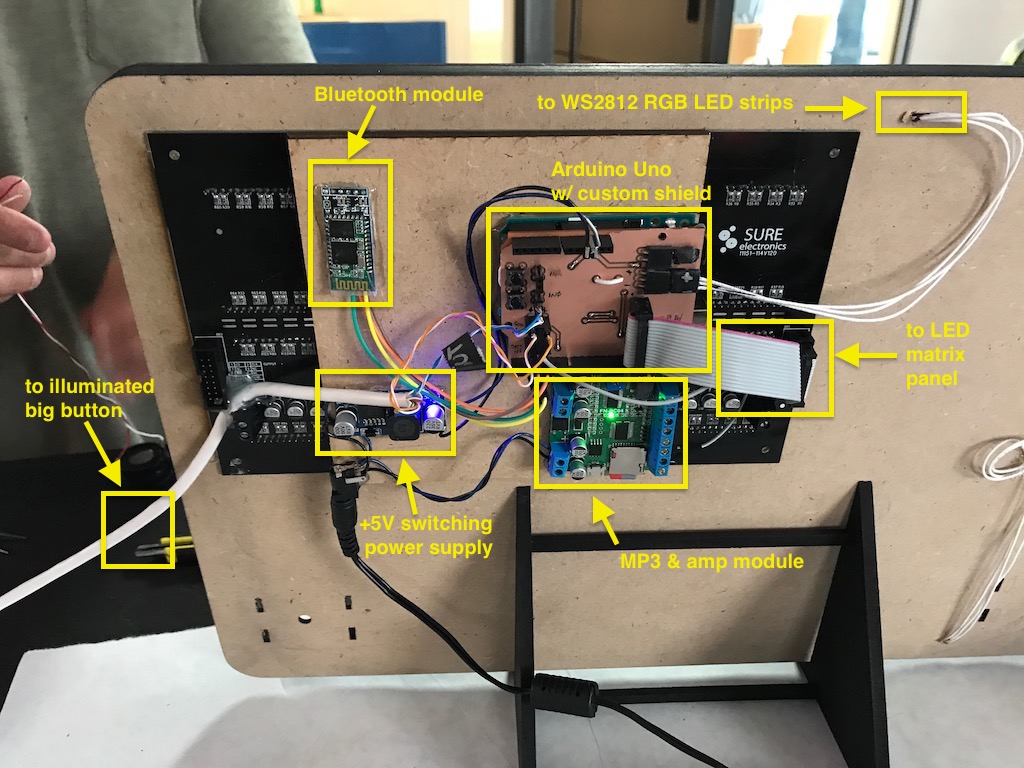 Bluetooth module
to WS2812 RGB LED strips
Arduino Uno
w/ custom shield
SURE
electronics
to LED
matrix
panel
to illuminated
big button
+5V switching
power supply
MP3 & amp module